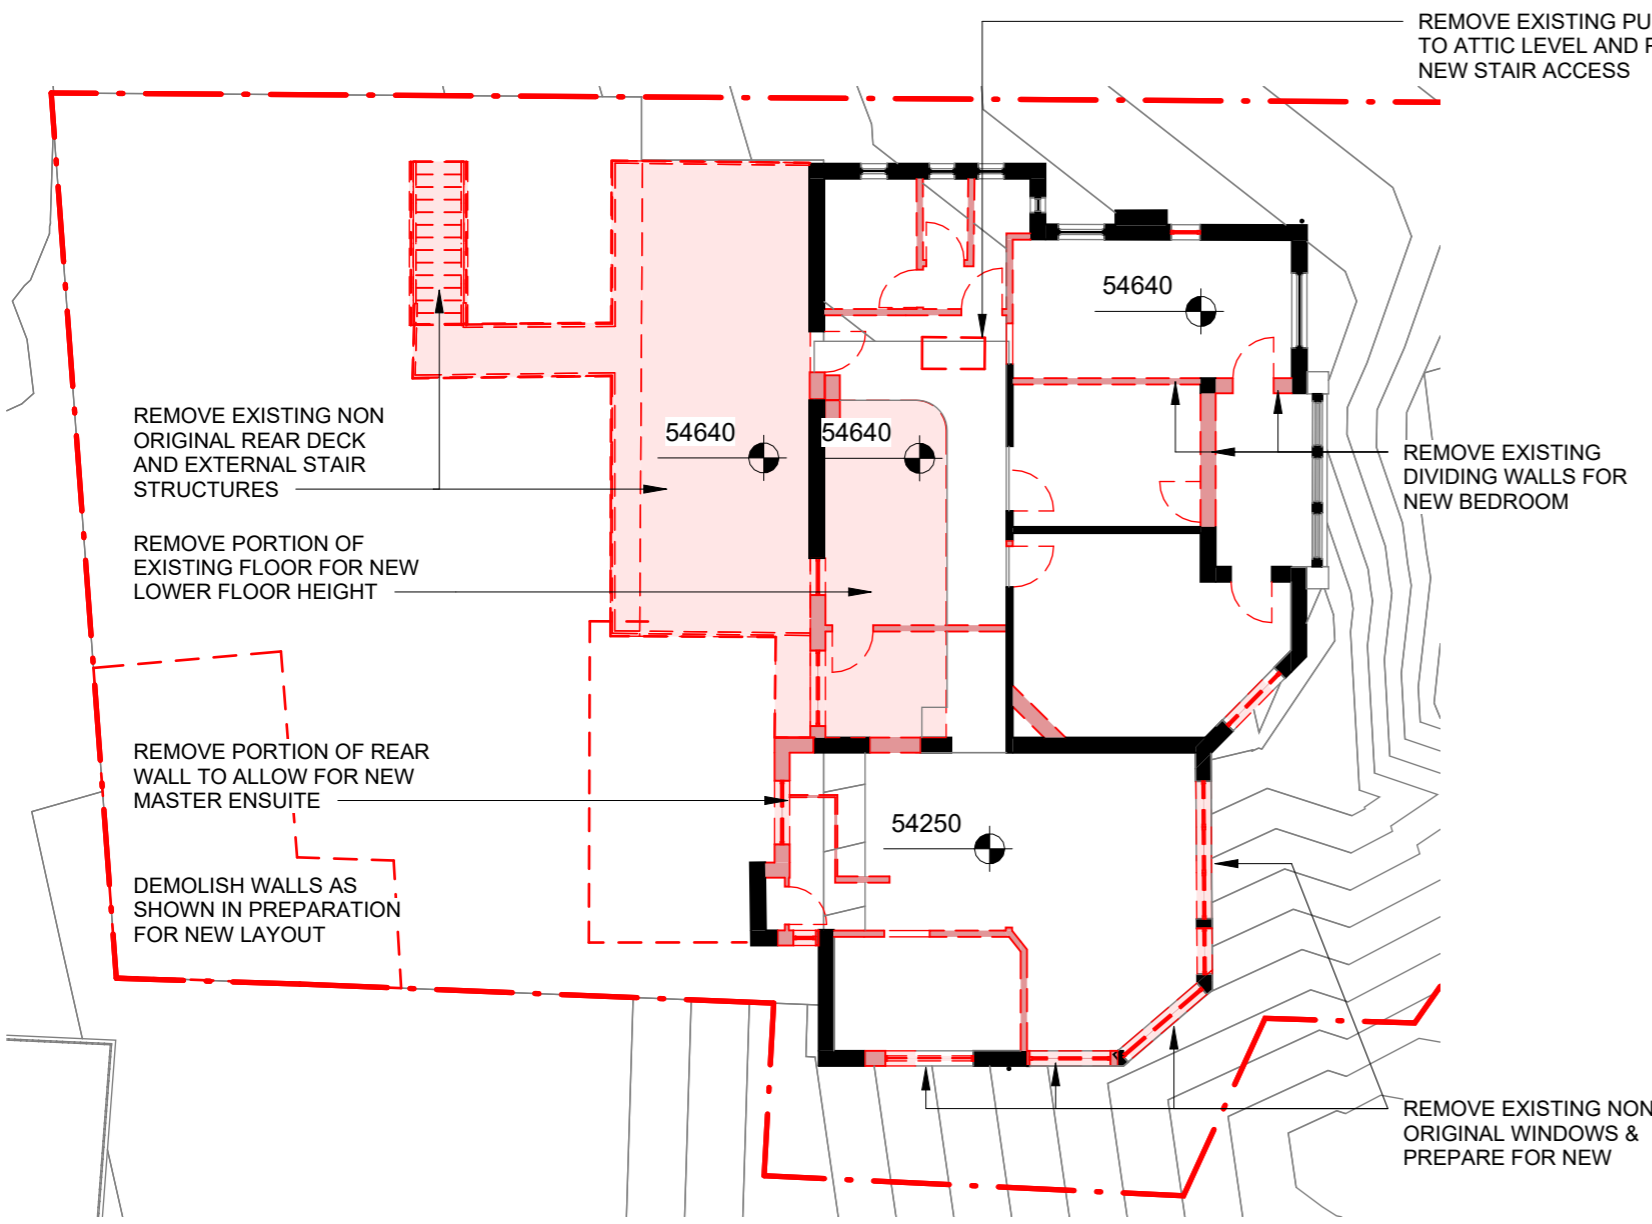 REMOVE EXISTING
TO ATTIC LEVEL AND
NEW STAIR ACCESS
54640
REMOVE EXISTING NON
ORIGINAL REAR DECK
AND EXTERNAL STAIR
STRUCTURES
54640
54640
REMOVE EXISTING
DIVIDING WALLS FOR
NEW BEDROOM
REMOVE PORTION OF
EXISTING FLOOR FOR NEW
LOWER FLOOR HEIGHT
REMOVE PORTION OF REAR
WALL TO ALLOW FOR NEW
MASTER ENSUITE
54250
DEMOLISH WALLS AS
SHOWN IN PREPARATION
FOR NEW LAYOUT
REMOVE EXISTING NON
ORIGINAL WINDOWS &
PREPARE FOR NEW